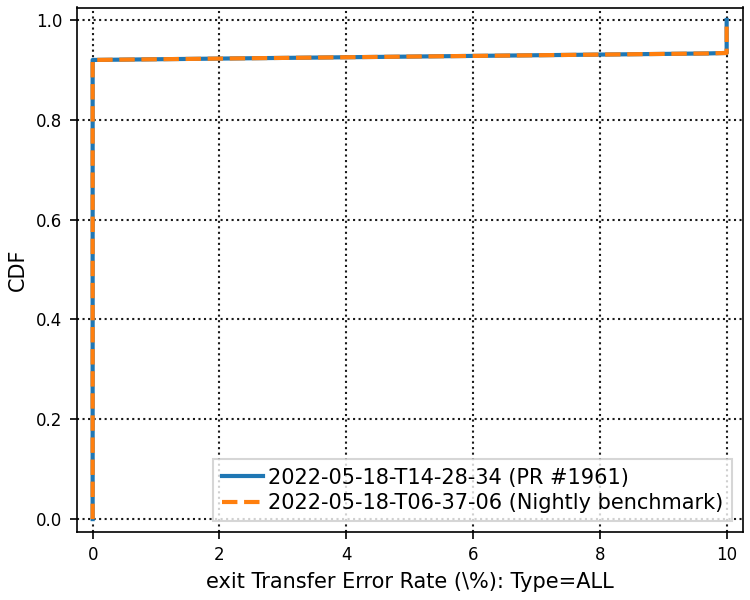 1.0
0.8
0.6
0.4
0.2
0.0
CDF
2022-05-18-T14-28-34 (PR #1961)
2022-05-18-T06-37-06 (Nightly benchmark)
0 2 4 6 8 10
exit Transfer Error Rate (\%): Type=ALL